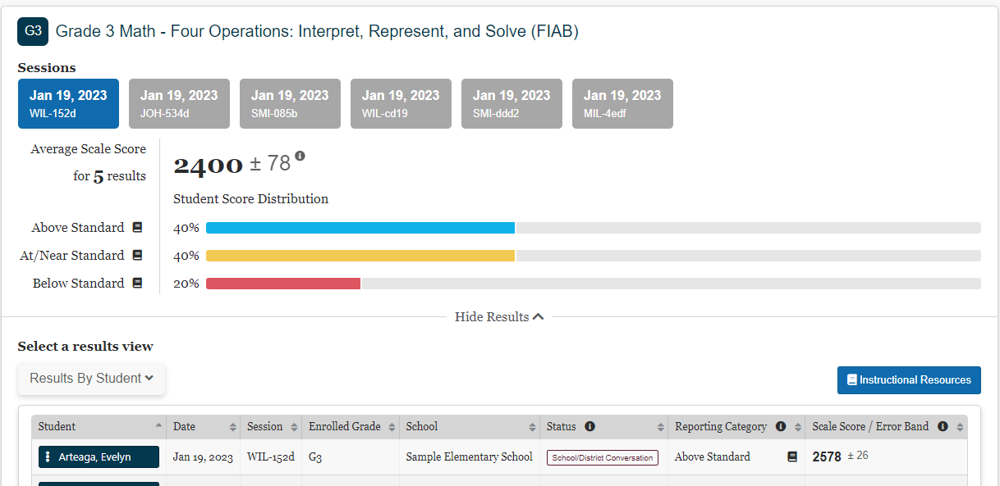 G3 Grade 3 Math - Four Operations: Interpret, Represent, and Solve (FIAB)
Sessions
Jan 19, 2023 Jan 19, 2023 Jan 19, 2023 Jan 19, 2023 Jan 19, 2023 Jan 19, 2023
WIL-152d JOH-534d SMI-085b WIL-cd19 SMI-ddd2 MIL-4edf
Average Scale Score
for 5 results
2400 ± 78
Student Score Distribution
Above Standard 40%
At/Near Standard 40%
Below Standard 20%
Hide Results
Select a results view
Results By Student
Instructional Resources
Student Date Session Enrolled Grade School Status Reporting Category Scale Score / Error Band
Arteaga, Evelyn Jan 19, 2023 WIL-152d G3 Sample Elementary School School/District Conversation Above Standard 2578 ± 26